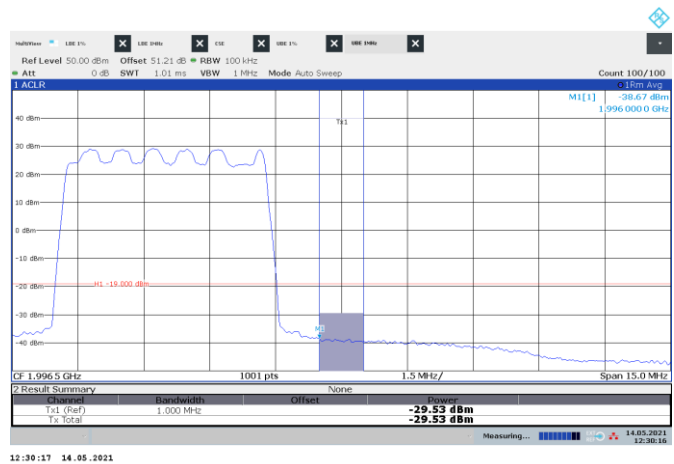 MultiView LBE 1% X LBE 1MHz X CSE X UBE 1% X UBE 1MHz X
Ref Level 50.00 dBm Offset 51.21 dB RBW 100 kHz
Att 0 dB SWT 1.01 ms VBW 1 MHz Mode Auto Sweep Count 100/100
1 ACLR 1Rm Avg
M1[1] -38.67 dBm
1.996 000 0 GHz
40 dBm
Tx1
30 dBm
20 dBm
10 dBm
0 dBm
-10 dBm
-20 dBm H1 -19.000 dBm
-30 dBm
M1
-40 dBm
CF 1.996 5 GHz 1001 pts 1.5 MHz/ Span 15.0 MHz
2 Result Summary None
Channel Bandwidth Offset Power
Tx1 (Ref) 1.000 MHz -29.53 dBm
Tx Total -29.53 dBm
Measuring... 14.05.2021
12:30:16
12:30:17 14.05.2021